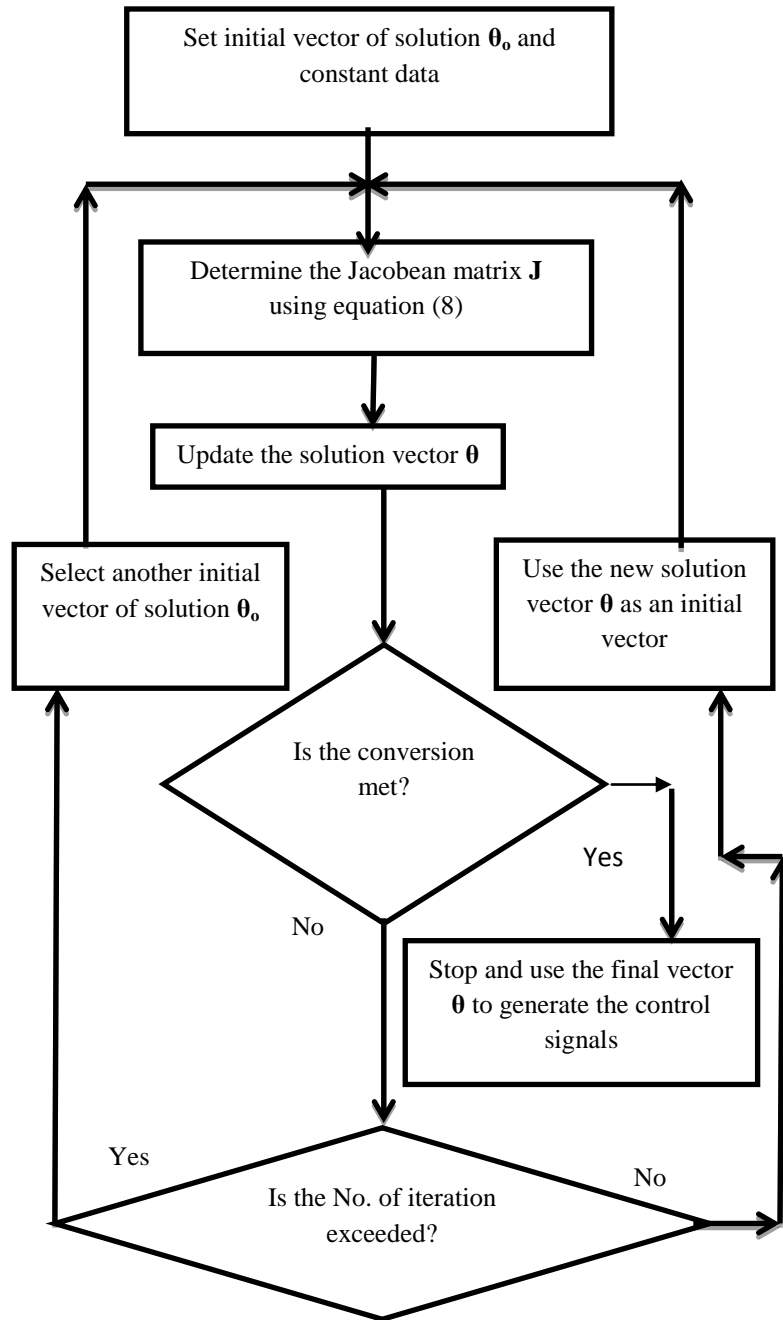 Set initial vector of solution θo and
constant data
Determine the Jacobean matrix J
using equation (8)
Update the solution vector θ
Select another initial
vector of solution θo
Use the new solution
vector θ as an initial
vector
Is the conversion
met?
Yes
No
Stop and use the final vector
θ to generate the control
signals
Yes
No
Is the No. of iteration
exceeded?